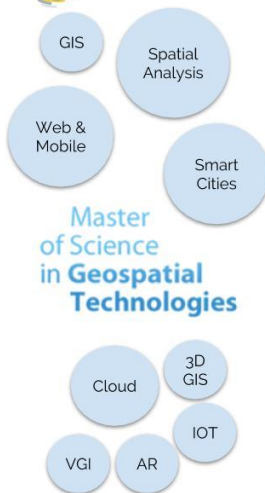 GIS
Spatial
Analysis
Web &
Mobile
Smart
Cities
Master
of Science
in Geospatial
Technologies
3D
GIS
Cloud
IOT
VGI
AR